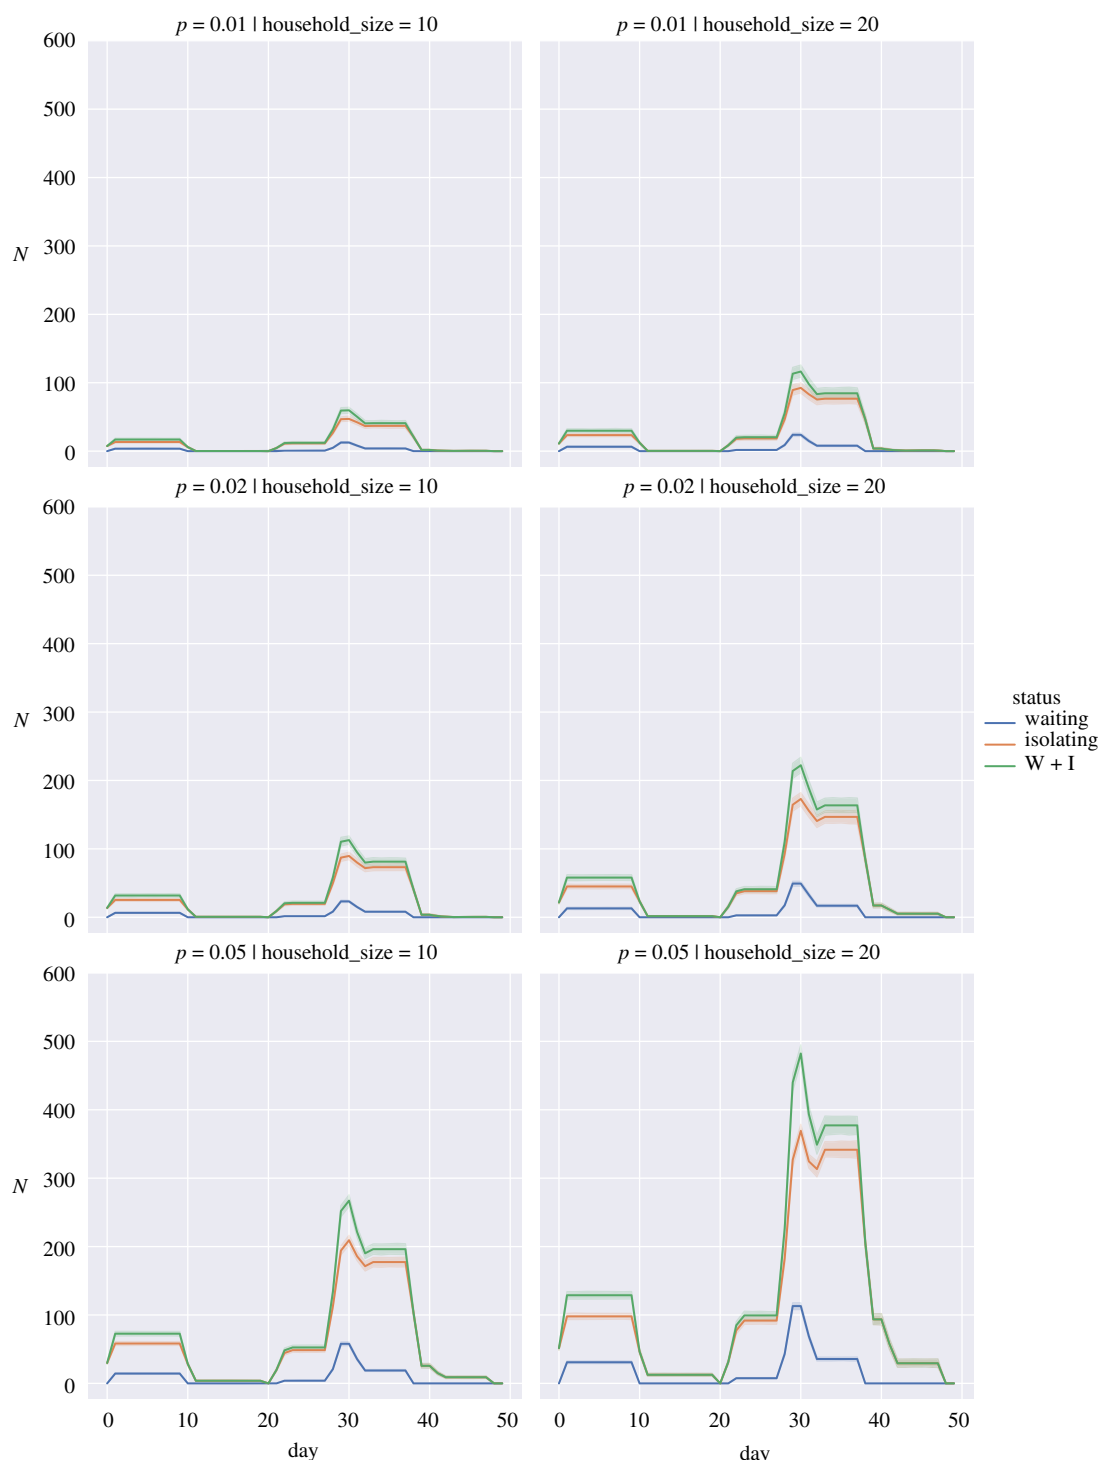 p = 0.01 | household_size = 10
p = 0.01 | household_size = 20
600
500
400
300
200
100
0
N
p = 0.02 | household_size = 10
p = 0.02 | household_size = 20
600
500
400
300
200
100
0
N
status
waiting
isolating
W + I
p = 0.05 | household_size = 10
p = 0.05 | household_size = 20
600
500
400
300
200
100
0
N
0 10 20 30 40 50
0 10 20 30 40 50
day
day